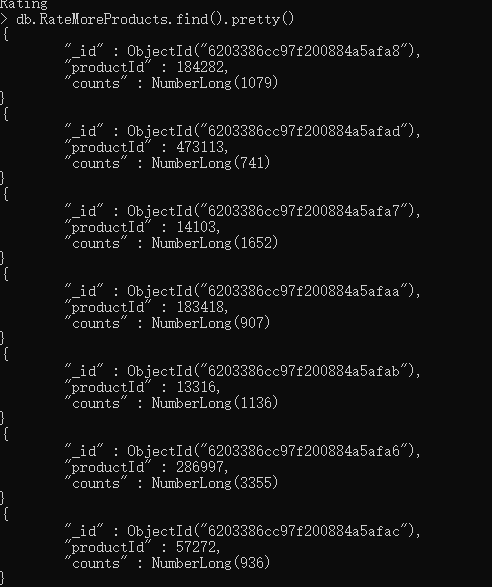 Rating
> db.RateMoreProducts.find().pretty()
{
"_id" : ObjectId("6203386cc97f200884a5afa8"),
"productId" : 184282,
"counts" : NumberLong(1079)
}
{
"_id" : ObjectId("6203386cc97f200884a5afad"),
"productId" : 473113,
"counts" : NumberLong(741)
}
{
"_id" : ObjectId("6203386cc97f200884a5afa7"),
"productId" : 14103,
"counts" : NumberLong(1652)
}
{
"_id" : ObjectId("6203386cc97f200884a5afaa"),
"productId" : 183418,
"counts" : NumberLong(907)
}
{
"_id" : ObjectId("6203386cc97f200884a5afab"),
"productId" : 13316,
"counts" : NumberLong(1136)
}
{
"_id" : ObjectId("6203386cc97f200884a5afa6"),
"productId" : 286997,
"counts" : NumberLong(3355)
}
{
"_id" : ObjectId("6203386cc97f200884a5afac"),
"productId" : 57272,
"counts" : NumberLong(936)
}